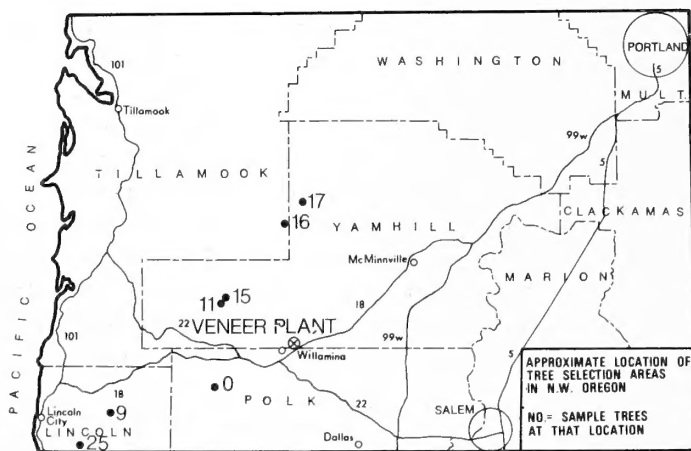 PORTLAND
5
WASHINGTON
MULT.
101
Tillamook
99w
5
PACIFIC OCEAN
TILLAMOOK
17
16
YAMHILL
CLACKAMAS
McMinnville
MARION
11
15
18
22
VENEER PLANT
101
99w
5
Willamina
APPROXIMATE LOCATION OF
TREE SELECTION AREAS
IN N.W. OREGON
NO.= SAMPLE TREES
AT THAT LOCATION
18
0
POLK
22
SALEM
Lincoln
City
9
LINCOLN
25
Dallas